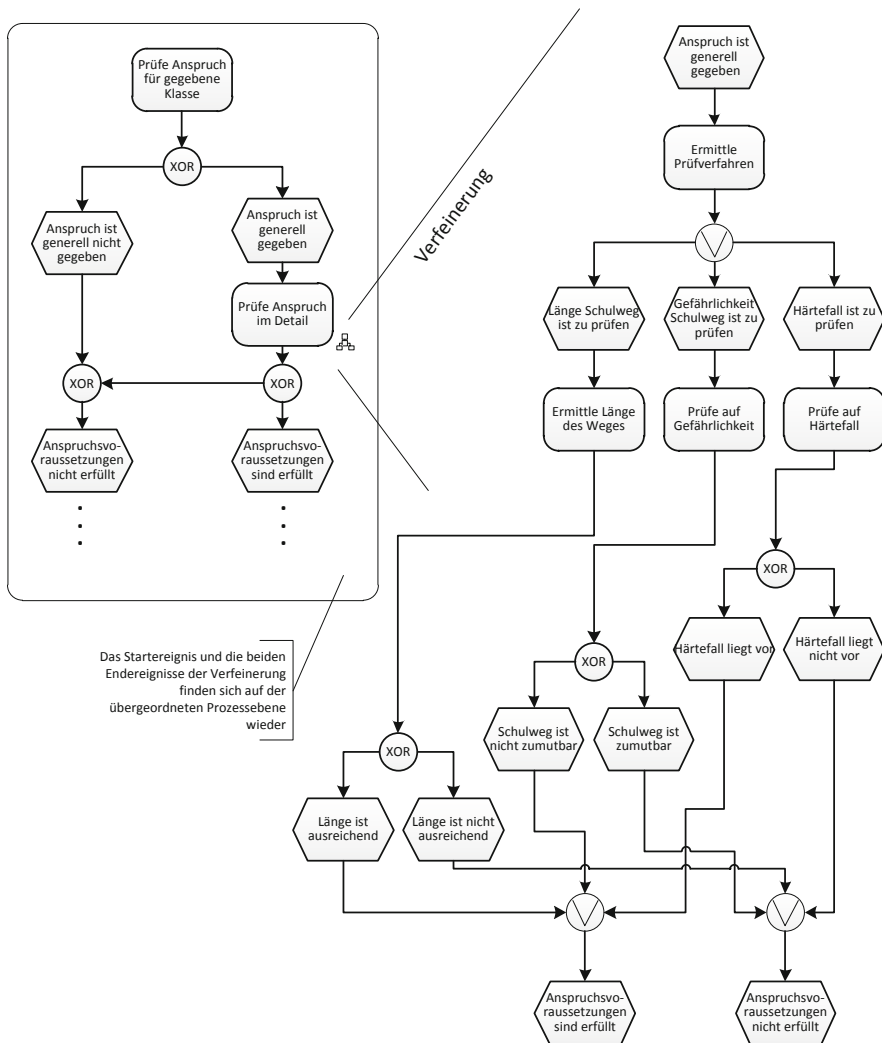 Prüfe Anspruch
für gegebene
Klasse
XOR
Anspruch ist
generell nicht
gegeben
Anspruch ist
generell
gegeben
Prüfe Anspruch
im Detail
XOR
XOR
Anspruchsvo-
raussetzungen
nicht erfüllt
Anspruchsvo-
raussetzungen
sind erfüllt
Das Startereignis und die beiden
Endereignisse der Verfeinerung
finden sich auf der
übergeordneten Prozessebene
wieder
Verfeinerung
Anspruch ist
generell
gegeben
Ermittle
Prüfverfahren
Länge Schulweg
ist zu prüfen
Gefährlichkeit
Schulweg ist zu
prüfen
Härtefall ist zu
prüfen
Ermittle Länge
des Weges
Prüfe auf
Gefährlichkeit
Prüfe auf
Härtefall
XOR
Härtefall liegt vor
Härtefall liegt
nicht vor
XOR
Schulweg ist
nicht zumutbar
Schulweg ist
zumutbar
XOR
Länge ist
ausreichend
Länge ist nicht
ausreichend
Anspruchsvo-
raussetzungen
sind erfüllt
Anspruchsvo-
raussetzungen
nicht erfüllt